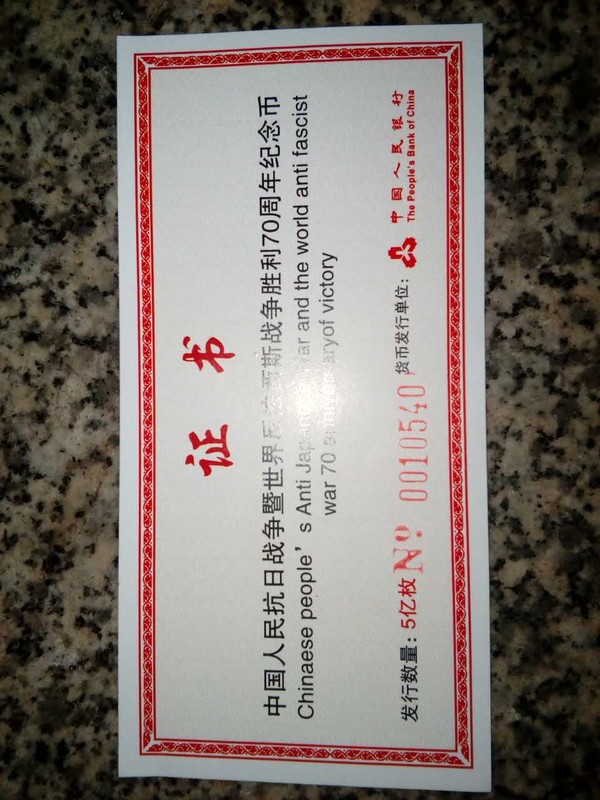 证 书
中国人民抗日战争暨世界反法西斯战争胜利70周年纪念币
Chinaese people's Anti Japanese War and the world anti fascist
war 70 anniversaryof victory
发行数量：5亿枚 Nº 0010540 货币发行单位： 中国人民银行
The People's Bank of China